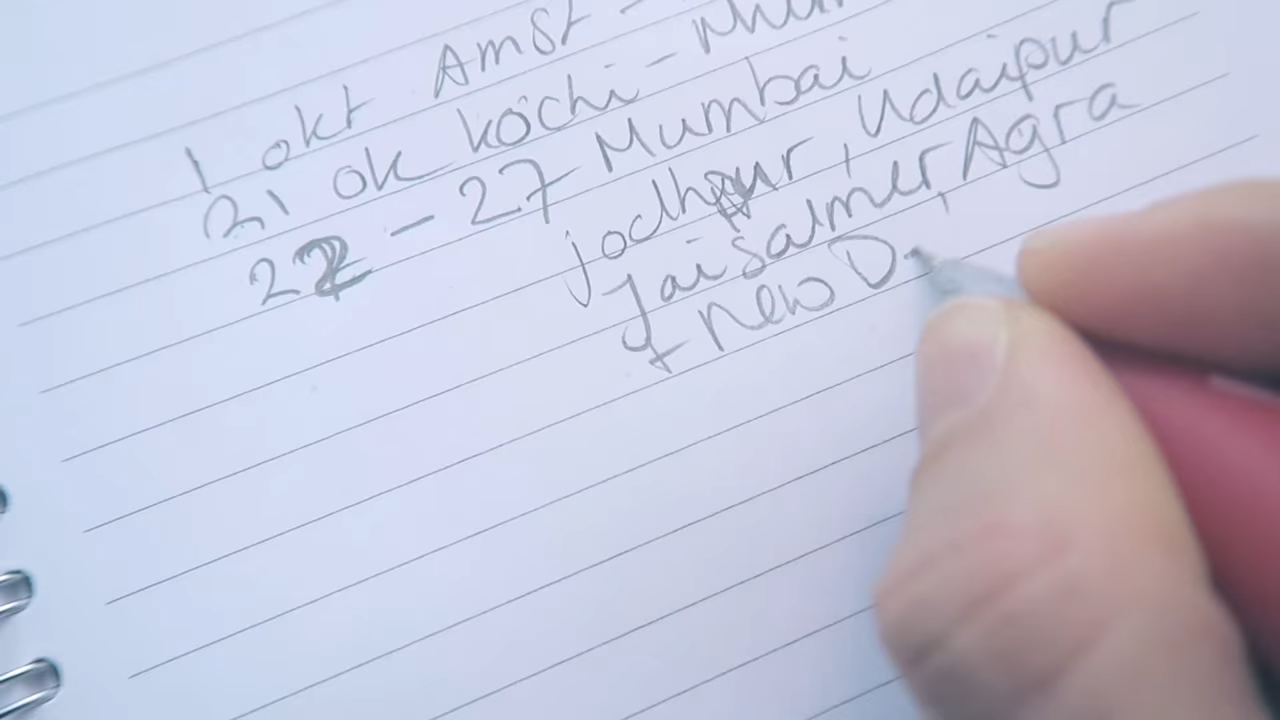 1 okt Amst -
21 ok kochi -
22 - 27 Mumbai
jodhpur, Udaipur
Jaisalmer, Agra
+ new D